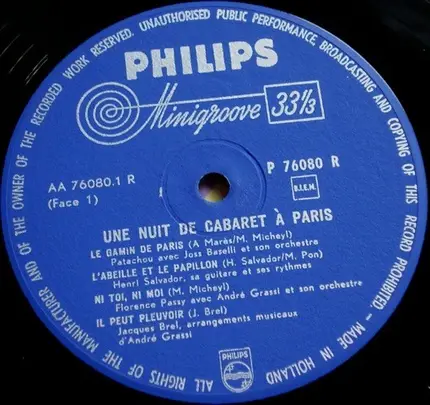 ALL RIGHTS OF THE MANUFACTURER AND OF THE OWNER OF THE RECORDED WORK RESERVED. UNAUTHORISED PUBLIC PERFORMANCE, BROADCASTING AND COPYING OF THIS RECORD PROHIBITED - MADE IN HOLLAND
PHILIPS
Minigroove 33 1/3
AA 76080.1 R
(Face 1)
P 76080 R
B.I.E.M.
UNE NUIT DE CABARET À PARIS
LE GAMIN DE PARIS (A Marès/M. Micheyl)
Patachou avec Joss Baselli et son orchestre
L'ABEILLE ET LE PAPILLON (H. Salvador/M. Pon)
Henri Salvador, sa guitare et ses rythmes
NI TOI, NI MOI (M. Micheyl)
Florence Passy avec André Grassi et son orchestre
IL PEUT PLEUVOIR (J. Brel)
Jacques Brel, arrangements musicaux
d'André Grassi
PHILIPS